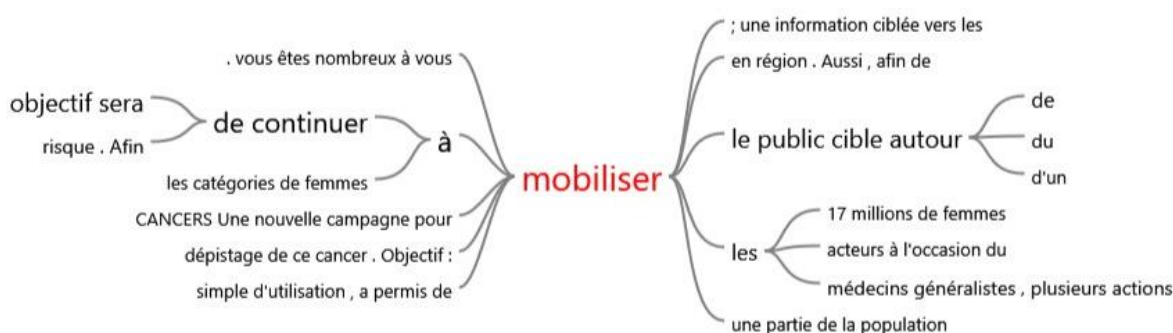 . vous êtes nombreux à vous
objectif sera
risque . Afin
de continuer
les catégories de femmes
à
CANCERS Une nouvelle campagne pour
dépistage de ce cancer . Objectif :
simple d'utilisation , a permis de
mobiliser
; une information ciblée vers les
en région . Aussi , afin de
le public cible autour
de
du
d'un
les
17 millions de femmes
acteurs à l'occasion du
médecins généralistes , plusieurs actions
une partie de la population